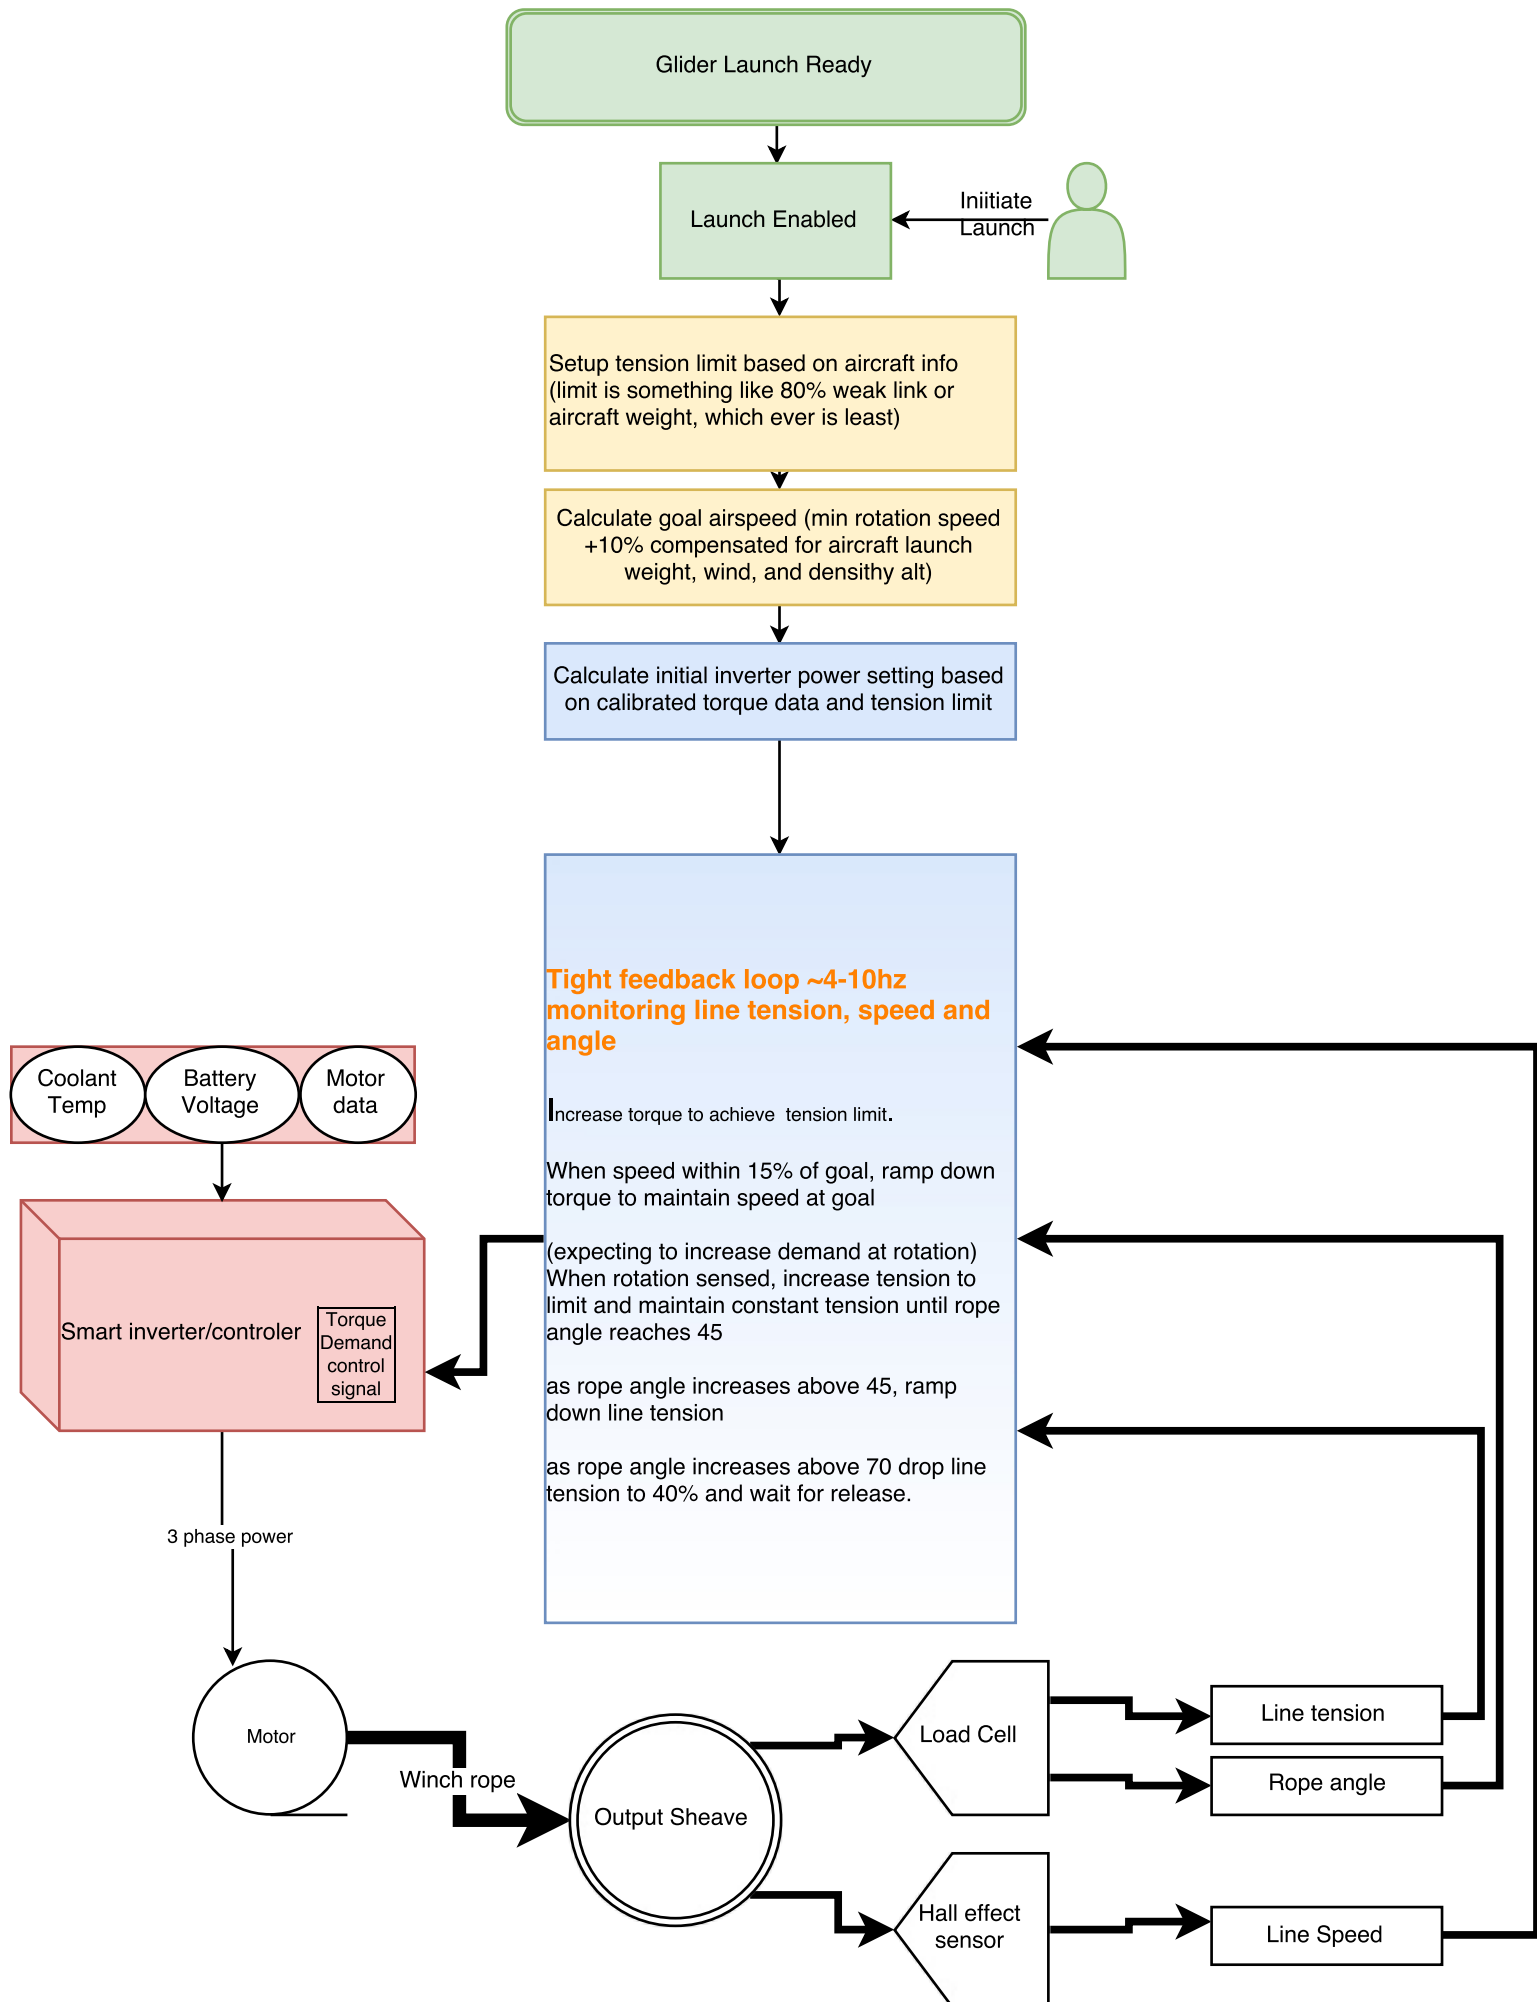 Glider Launch Ready
Launch Enabled
Iniitiate
Launch
Setup tension limit based on aircraft info
(limit is something like 80% weak link or
aircraft weight, which ever is least)
Calculate goal airspeed (min rotation speed
+10% compensated for aircraft launch
weight, wind, and densithy alt)
Calculate initial inverter power setting based
on calibrated torque data and tension limit
Tight feedback loop ~4-10hz
monitoring line tension, speed and
angle
Increase torque to achieve  tension limit.
When speed within 15% of goal, ramp down
torque to maintain speed at goal
(expecting to increase demand at rotation)
When rotation sensed, increase tension to
limit and maintain constant tension until rope
angle reaches 45
as rope angle increases above 45, ramp
down line tension
as rope angle increases above 70 drop line
tension to 40% and wait for release.
Coolant
Temp
Battery
Voltage
Motor
data
Smart inverter/controler
Torque
Demand
control
signal
3 phase power
Motor
Winch rope
Output Sheave
Load Cell
Line tension
Rope angle
Hall effect
sensor
Line Speed